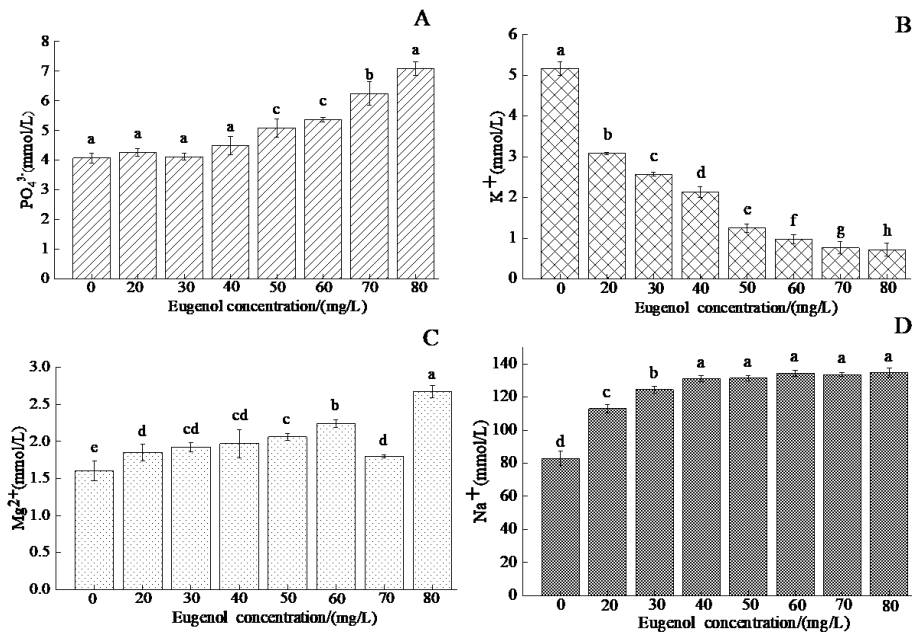 A
PO₄³⁻(mmol/L)
8
7
6
5
4
3
2
1
0
a a a a c c b a
0 20 30 40 50 60 70 80
Eugenol concentration/(mg/L)
B
K⁺(mmol/L)
6
5
4
3
2
1
0
a b c d e f g h
0 20 30 40 50 60 70 80
Eugenol concentration/(mg/L)
C
Mg²⁺(mmol/L)
3.0
2.5
2.0
1.5
1.0
0.5
0.0
e d cd cd c b d a
0 20 30 40 50 60 70 80
Eugenol concentration/(mg/L)
D
Na⁺(mmol/L)
140
120
100
80
60
40
20
0
d c b a a a a a
0 20 30 40 50 60 70 80
Eugenol concentration/(mg/L)